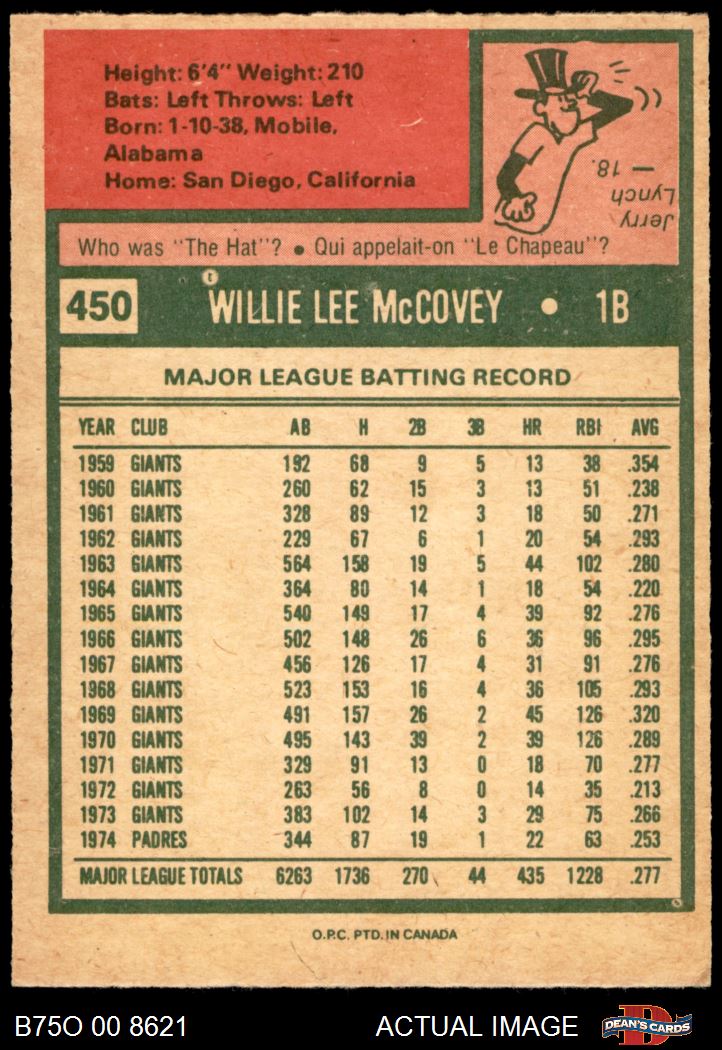 Height: 6'4" Weight: 210
Bats: Left Throws: Left
Born: 1-10-38, Mobile,
Alabama
Home: San Diego, California
Jerry
Lynch
— 18.
Who was "The Hat"? • Qui appelait-on "Le Chapeau"?
450 WILLIE LEE McCOVEY • 1B
MAJOR LEAGUE BATTING RECORD
YEAR CLUB AB H 2B 3B HR RBI AVG
1959 GIANTS 192 68 9 5 13 38 .354
1960 GIANTS 260 62 15 3 13 51 .238
1961 GIANTS 328 89 12 3 18 50 .271
1962 GIANTS 229 67 6 1 20 54 .293
1963 GIANTS 564 158 19 5 44 102 .280
1964 GIANTS 364 80 14 1 18 54 .220
1965 GIANTS 540 149 17 4 39 92 .276
1966 GIANTS 502 148 26 6 36 96 .295
1967 GIANTS 456 126 17 4 31 91 .276
1968 GIANTS 523 153 16 4 36 105 .293
1969 GIANTS 491 157 26 2 45 126 .320
1970 GIANTS 495 143 39 2 39 126 .289
1971 GIANTS 329 91 13 0 18 70 .277
1972 GIANTS 263 56 8 0 14 35 .213
1973 GIANTS 383 102 14 3 29 75 .266
1974 PADRES 344 87 19 1 22 63 .253
MAJOR LEAGUE TOTALS 6263 1736 270 44 435 1228 .277
O.P.C. PTD. IN CANADA
B75O 00 8621 ACTUAL IMAGE D DEAN'S CARDS